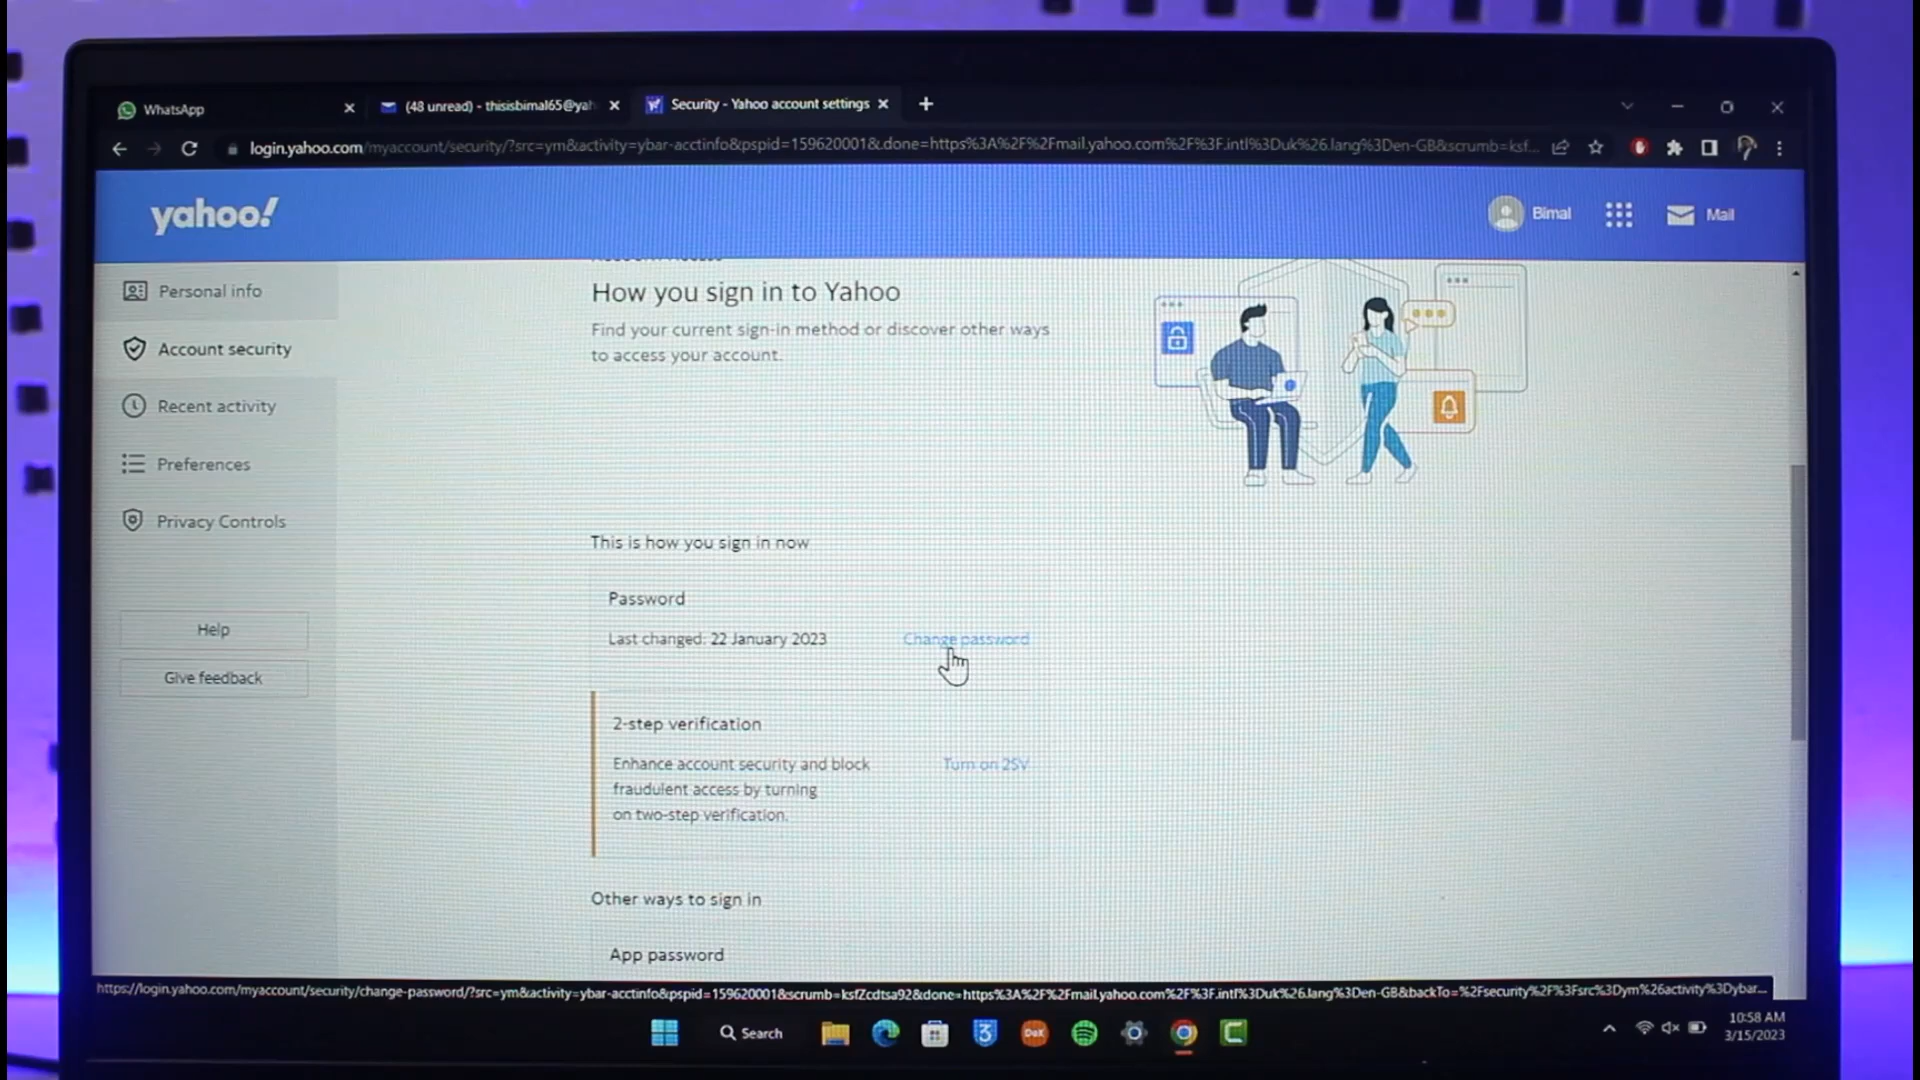 WhatsApp
(48 unread) - thisisbimal65@yah
Security - Yahoo account settings
login.yahoo.com/myaccount/security/?src=ym&activity=ybar-acctinfo&pspid=159620001&.done=https%3A%2F%2Fmail.yahoo.com%2F%3F.intl%3Duk%26.lang%3Den-GB&scrumb=ksf...
yahoo!
Bimal
Mail
Personal info
Account security
Recent activity
Preferences
Privacy Controls
Help
Give feedback
How you sign in to Yahoo
Find your current sign-in method or discover other ways
to access your account.
This is how you sign in now
Password
Last changed: 22 January 2023
Change password
2-step verification
Enhance account security and block
fraudulent access by turning
on two-step verification.
Turn on 2SV
Other ways to sign in
App password
https://login.yahoo.com/myaccount/security/change-password/?src=ym&activity=ybar-acctinfo&pspid=159620001&scrumb=ksfZcdtsa92&done=https%3A%2F%2Fmail.yahoo.com%2F%3F.intl%3Duk%26.lang%3Den-GB&backTo=%2Fsecurity%2F%3Fsrc%3Dym%26activity%3Dybar...
Search
3
10:58 AM
3/15/2023